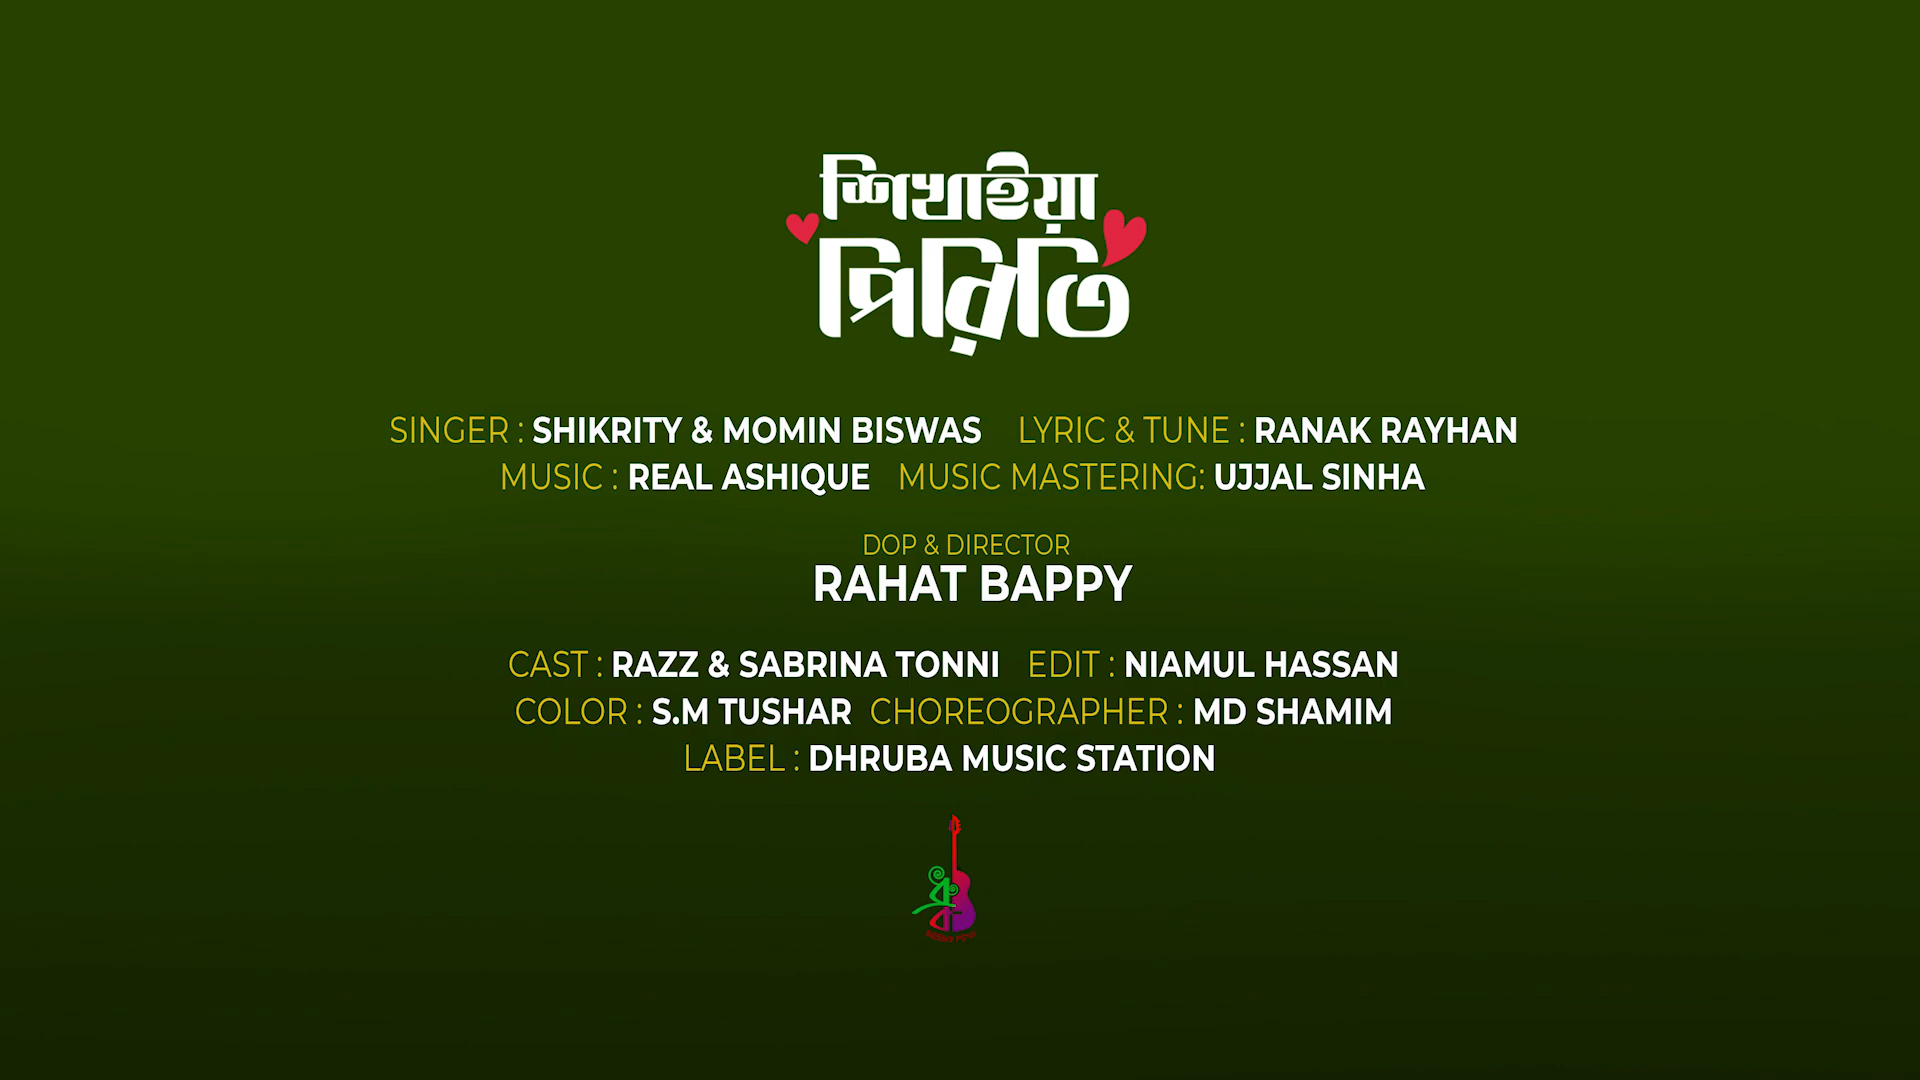 শিখাইয়া
পিরিতি
SINGER : SHIKRITY & MOMIN BISWAS LYRIC & TUNE : RANAK RAYHAN
MUSIC : REAL ASHIQUE MUSIC MASTERING: UJJAL SINHA
DOP & DIRECTOR
RAHAT BAPPY
CAST : RAZZ & SABRINA TONNI EDIT : NIAMUL HASSAN
COLOR : S.M TUSHAR CHOREOGRAPHER : MD SHAMIM
LABEL : DHRUBA MUSIC STATION